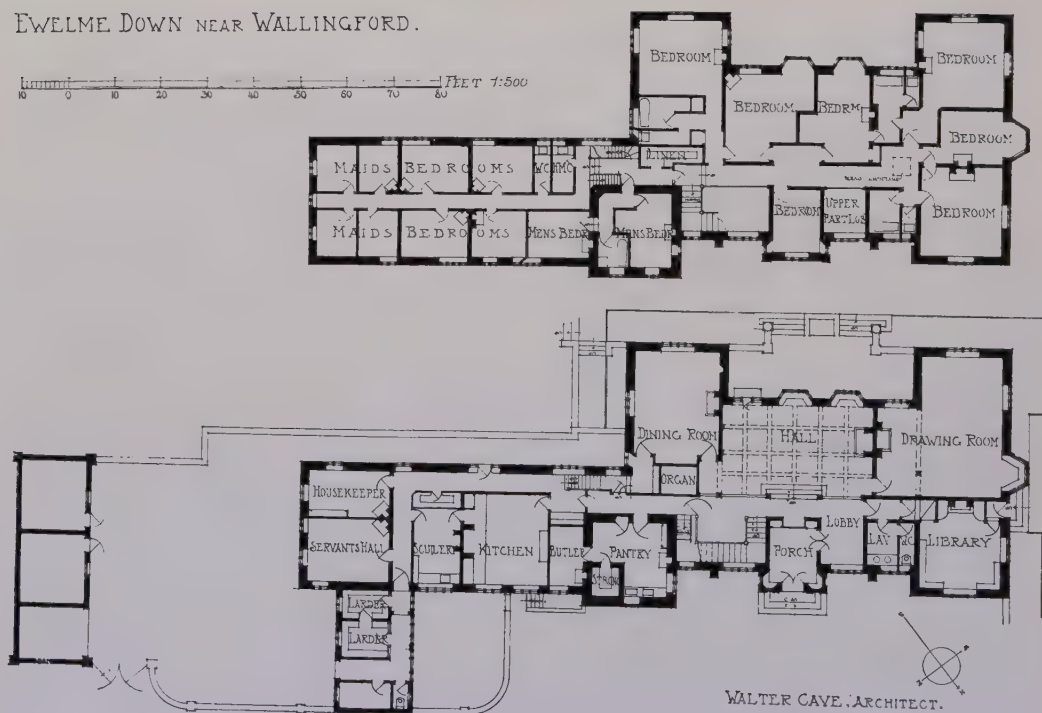 EWELME DOWN NEAR WALLINGFORD.
10 0 10 20 30 40 50 60 70 80 FEET 1:500
BEDROOM
BEDROOM
BEDROOM
BEDRM
BEDROOM
LINEN
MAIDS BEDROOMS
WC
BEDROOM
BEDROOM
UPPER
PART LOB
MAIDS BEDROOMS
MENS BEDR
MENS BEDR
DINING ROOM
HALL
DRAWING ROOM
ORGAN
HOUSEKEEPER
SERVANTS HALL
SCULLERY
KITCHEN
BUTLER
PANTRY
STRONG
PORCH
LOBBY
LAV
WC
LIBRARY
LARDER
LARDER
WALTER CAVE, ARCHITECT.